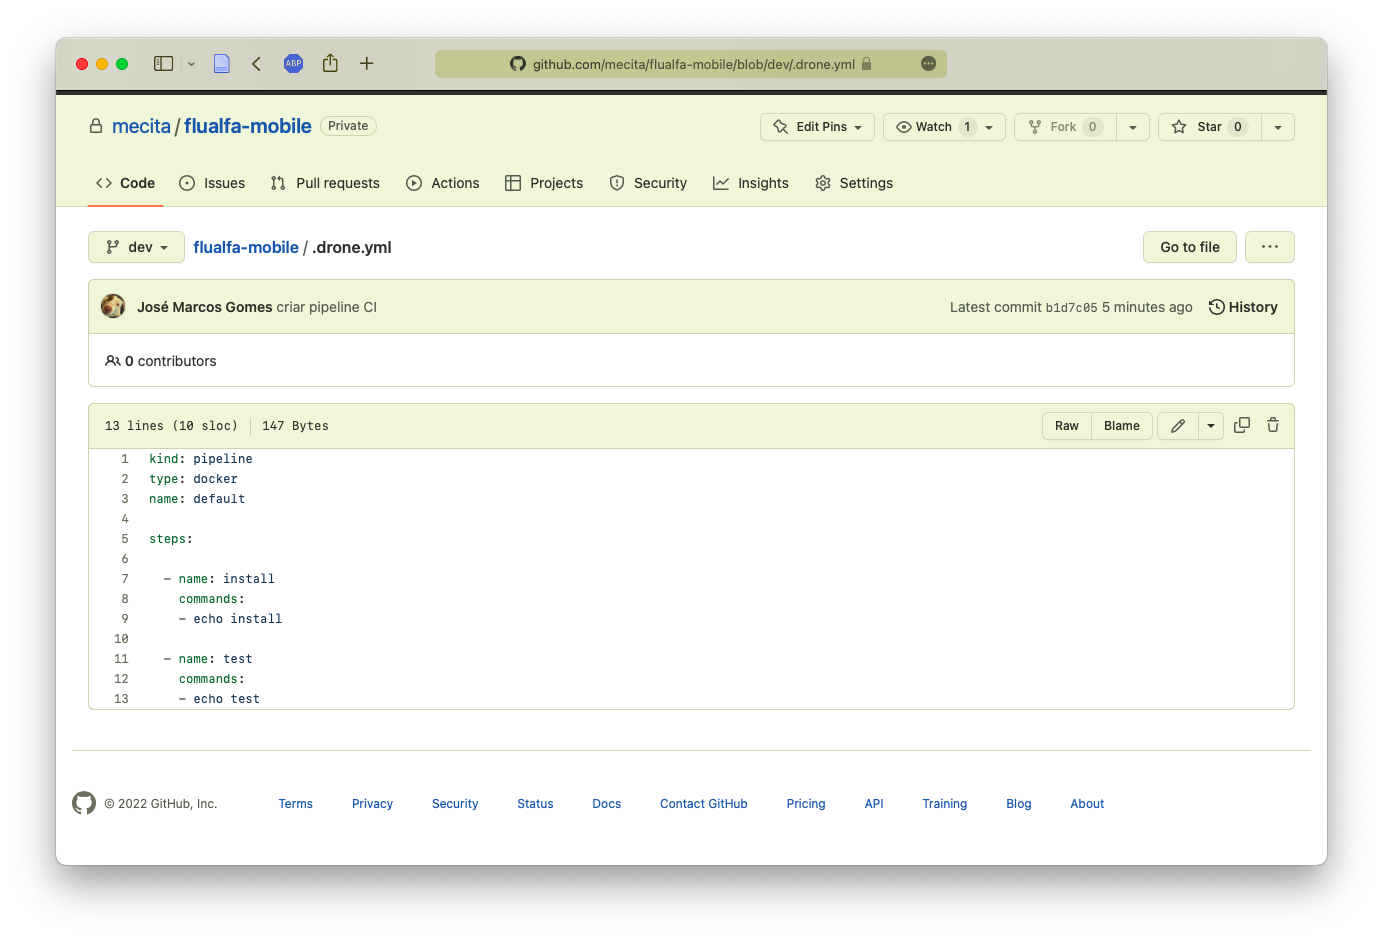 ABP
github.com/mecita/flualfa-mobile/blob/dev/.drone.yml
mecita/flualfa-mobile Private
Edit Pins Watch 1 Fork 0 Star 0
Code Issues Pull requests Actions Projects Security Insights Settings
dev flualfa-mobile / .drone.yml Go to file ...
José Marcos Gomes criar pipeline CI Latest commit b1d7c05 5 minutes ago History
0 contributors
13 lines (10 sloc) 147 Bytes Raw Blame
1 kind: pipeline
2 type: docker
3 name: default
4
5 steps:
6
7 - name: install
8 commands:
9 - echo install
10
11 - name: test
12 commands:
13 - echo test
© 2022 GitHub, Inc. Terms Privacy Security Status Docs Contact GitHub Pricing API Training Blog About